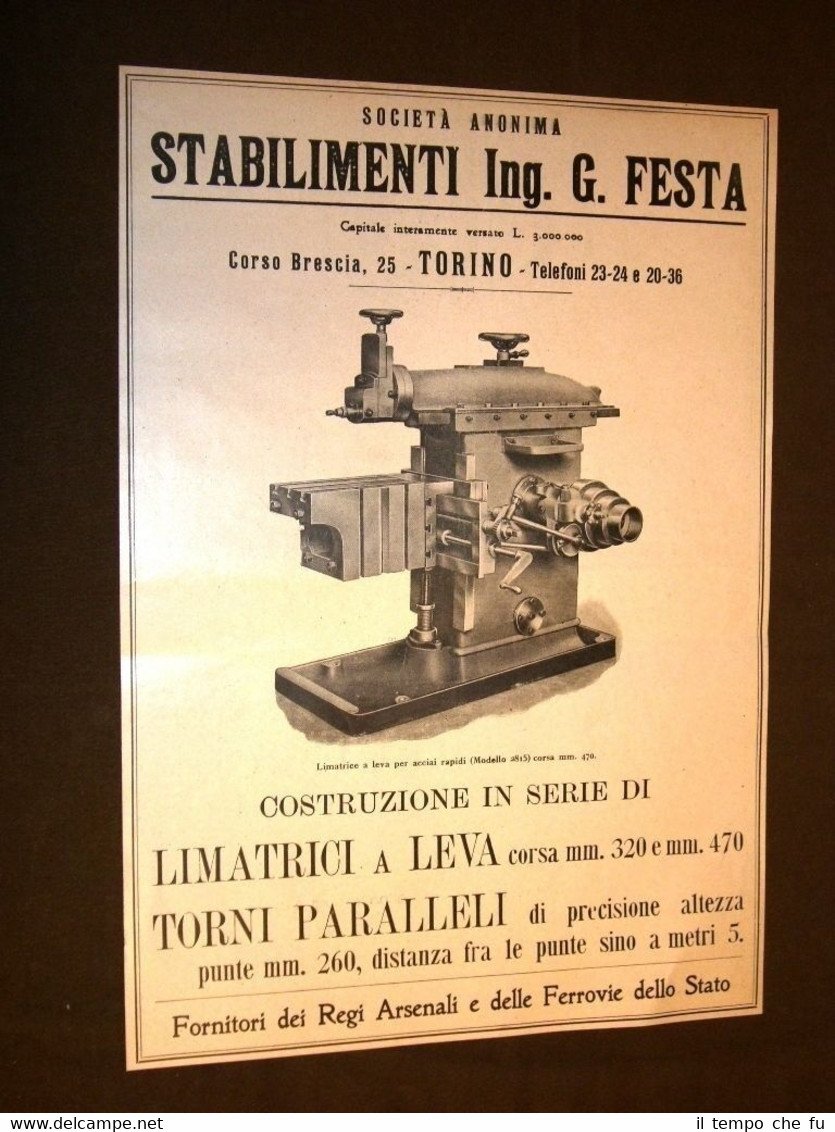 SOCIETÀ ANONIMA
STABILIMENTI Ing. G. FESTA
Capitale interamente versato L. 3.000.000
Corso Brescia, 25 - TORINO - Telefoni 23-24 e 20-36
Limatrice a leva per acciai rapidi (Modello 2815) corsa mm. 470.
COSTRUZIONE IN SERIE DI
LIMATRICI A LEVA corsa mm. 320 e mm. 470
TORNI PARALLELI di precisione altezza
punte mm. 260, distanza fra le punte sino a metri 5.
Fornitori dei Regi Arsenali e delle Ferrovie dello Stato
www.delcampe.net
il tempo che fu